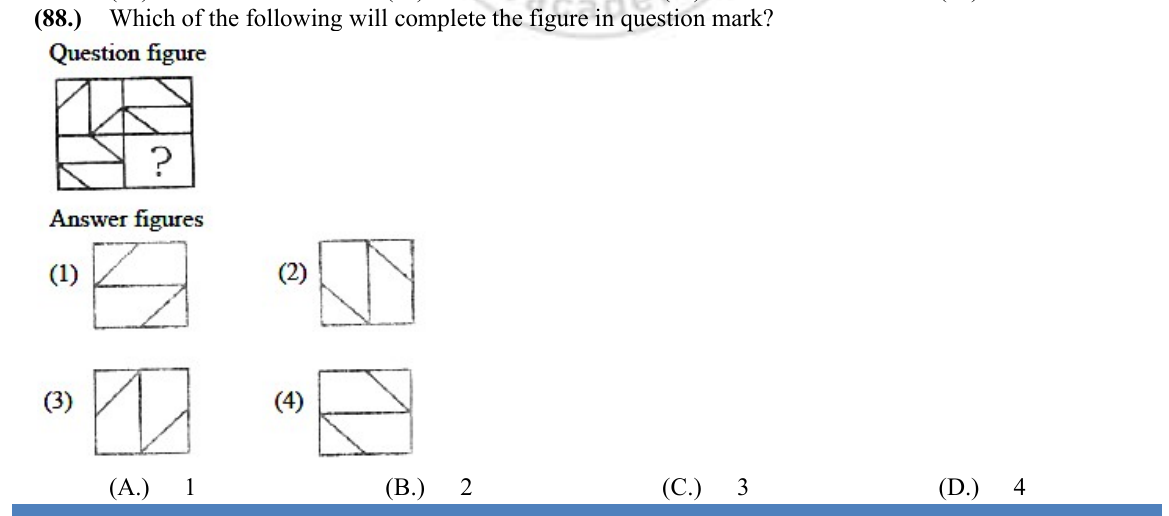 (88.) Which of the following will complete the figure in question mark?
Question figure
?
Answer figures
(1) (2)
(3) (4)
(A.) 1 (B.) 2 (C.) 3 (D.) 4